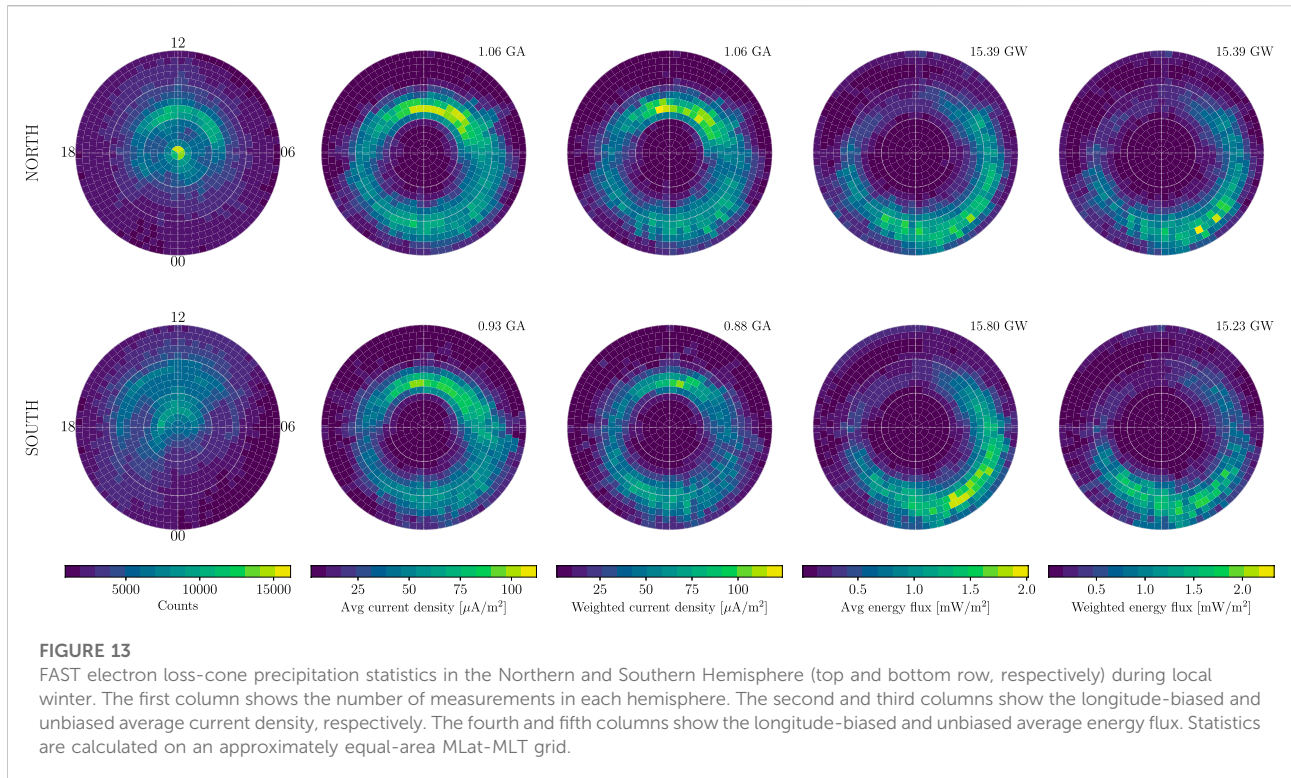 12
1.06 GA
1.06 GA
15.39 GW
15.39 GW
NORTH
18
06
00
12
0.93 GA
0.88 GA
15.80 GW
15.23 GW
SOUTH
18
06
00
5000 10000 15000
Counts
25 50 75 100
Avg current density [μA/m²]
25 50 75 100
Weighted current density [μA/m²]
0.5 1.0 1.5 2.0
Avg energy flux [mW/m²]
0.5 1.0 1.5 2.0
Weighted energy flux [mW/m²]
FIGURE 13
FAST electron loss-cone precipitation statistics in the Northern and Southern Hemisphere (top and bottom row, respectively) during local
winter. The first column shows the number of measurements in each hemisphere. The second and third columns show the longitude-biased and
unbiased average current density, respectively. The fourth and fifth columns show the longitude-biased and unbiased average energy flux. Statistics
are calculated on an approximately equal-area MLat-MLT grid.